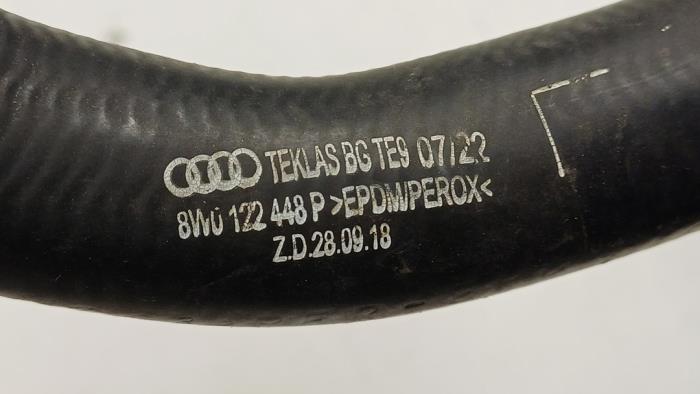 TEKLAS BG TE9 07/22
8W0 122 448 P >EPDM/PEROX<
Z.D.28.09.18